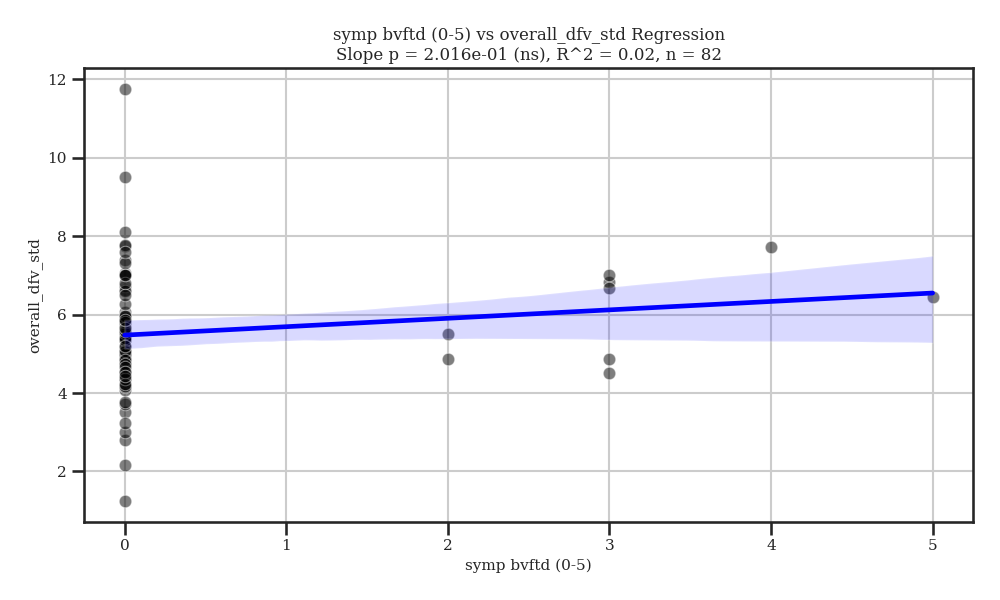 symp bvftd (0-5) vs overall_dfv_std Regression
Slope p = 2.016e-01 (ns), R^2 = 0.02, n = 82
12
10
8
6
4
2
overall_dfv_std
0 1 2 3 4 5
symp bvftd (0-5)